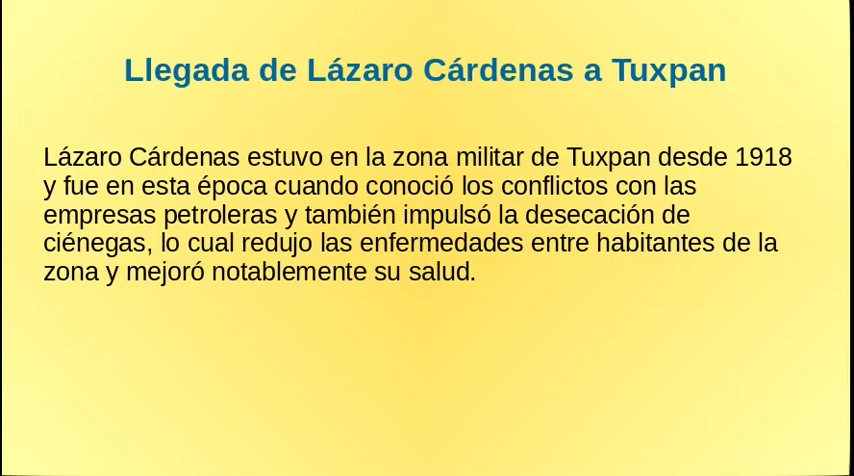 Llegada de Lázaro Cárdenas a Tuxpan
Lázaro Cárdenas estuvo en la zona militar de Tuxpan desde 1918
y fue en esta época cuando conoció los conflictos con las
empresas petroleras y también impulsó la desecación de
ciénegas, lo cual redujo las enfermedades entre habitantes de la
zona y mejoró notablemente su salud.